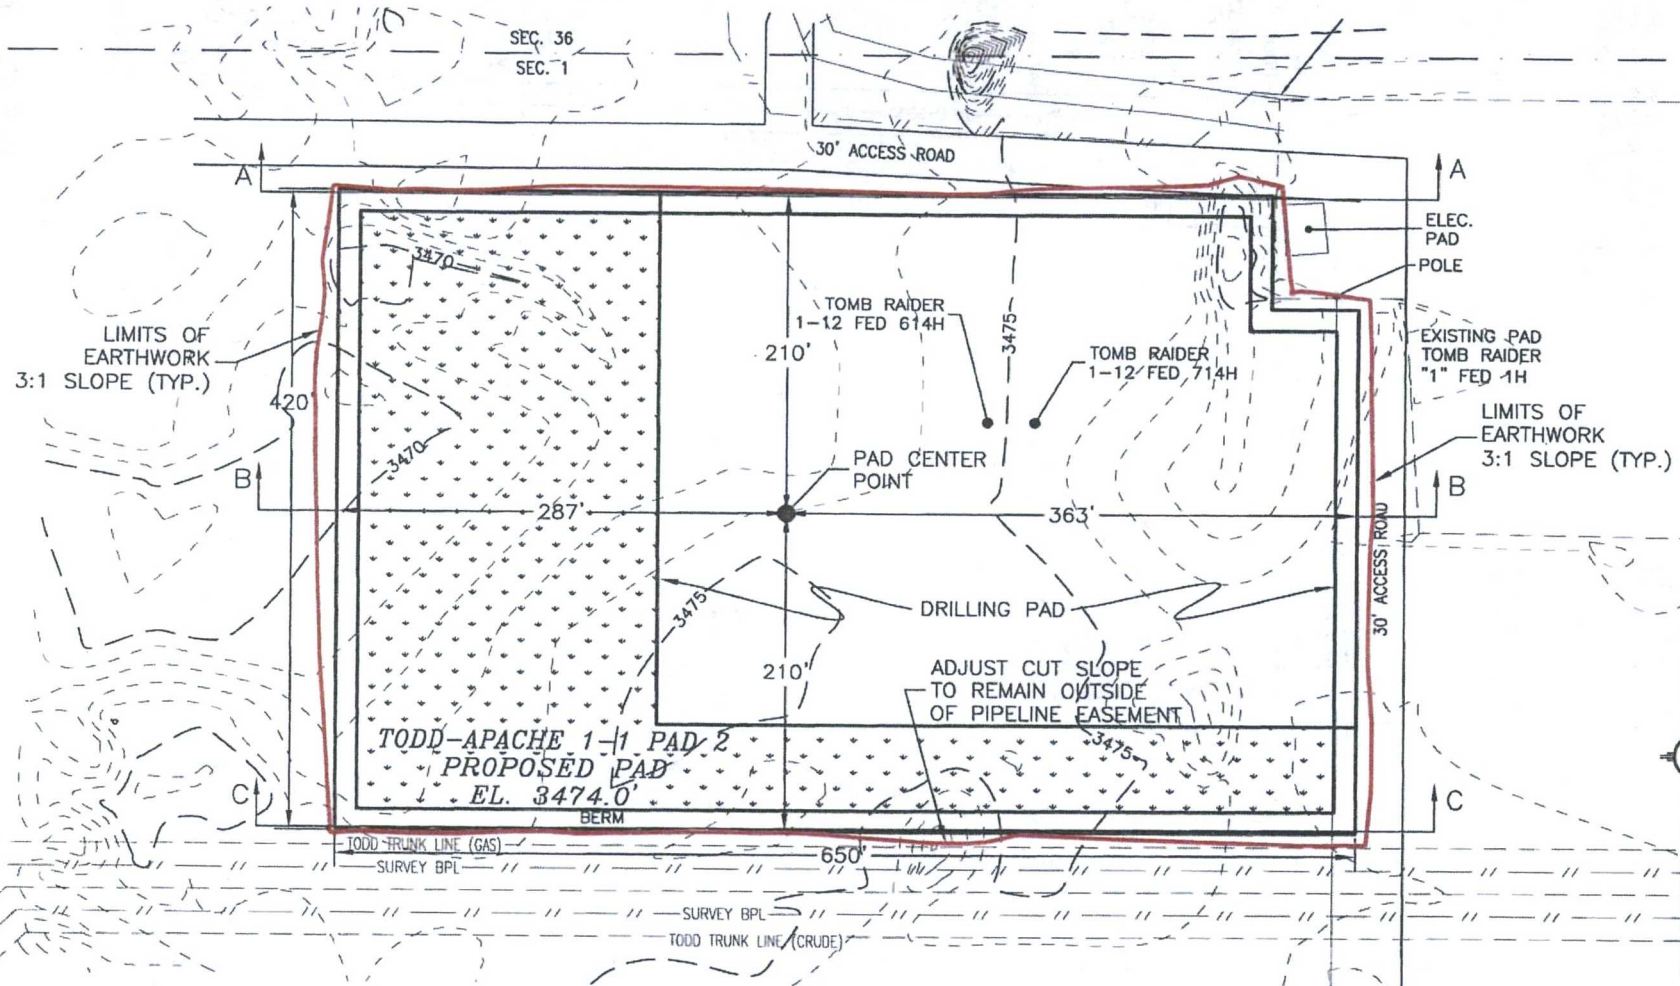 SEC. 36
SEC. 1
30' ACCESS ROAD
A
A
ELEC.
PAD
POLE
3470
TOMB RAIDER
1-12 FED 614H
3475
210'
TOMB RAIDER
1-12 FED 714H
EXISTING PAD
TOMB RAIDER
"1" FED 1H
LIMITS OF
EARTHWORK
3:1 SLOPE (TYP.)
420'
LIMITS OF
EARTHWORK
3:1 SLOPE (TYP.)
3470
PAD CENTER
POINT
B
B
287'
363'
30' ACCESS ROAD
3475
DRILLING PAD
210'
ADJUST CUT SLOPE
TO REMAIN OUTSIDE
OF PIPELINE EASEMENT
3475
TODD-APACHE 1-1 PAD 2
PROPOSED PAD
EL. 3474.0'
BERM
C
C
TODD TRUNK LINE (GAS)
650'
SURVEY BPL
SURVEY BPL
TODD TRUNK LINE (CRUDE)